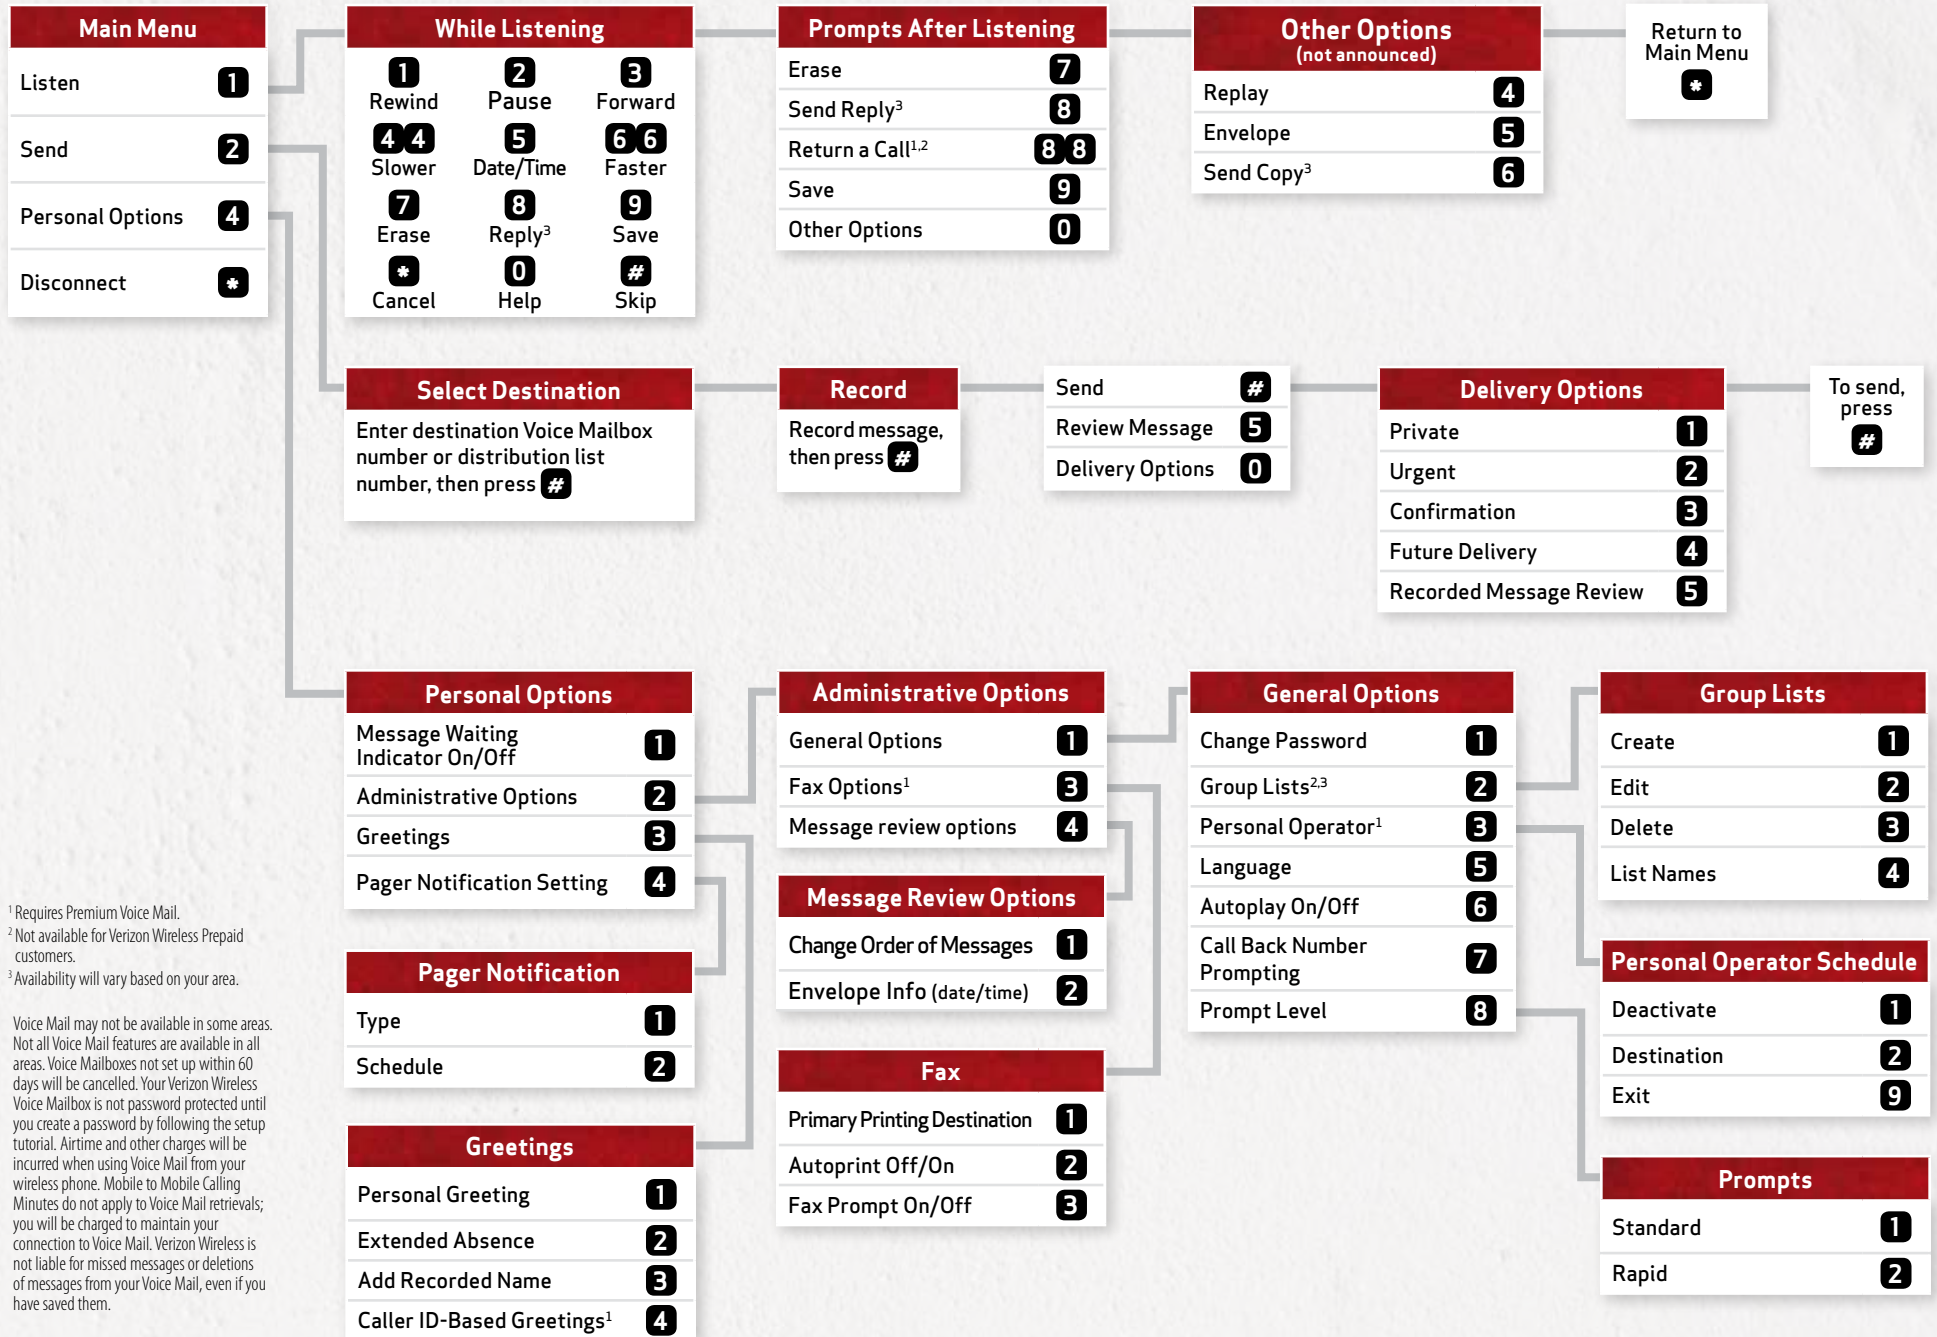 Main Menu
Listen 1
Send 2
Personal Options 4
Disconnect *
While Listening
1 2 3
Rewind Pause Forward
4 4 5 6 6
Slower Date/Time Faster
7 8 9
Erase Reply3 Save
* 0 #
Cancel Help Skip
Prompts After Listening
Erase 7
Send Reply3 8
Return a Call1,2 8 8
Save 9
Other Options 0
Other Options
(not announced)
Replay 4
Envelope 5
Send Copy3 6
Return to
Main Menu
*
Select Destination
Enter destination Voice Mailbox
number or distribution list
number, then press #
Record
Record message,
then press #
Send #
Review Message 5
Delivery Options 0
Delivery Options
Private 1
Urgent 2
Confirmation 3
Future Delivery 4
Recorded Message Review 5
To send,
press
#
Personal Options
Message Waiting
Indicator On/Off 1
Administrative Options 2
Greetings 3
Pager Notification Setting 4
Pager Notification
Type 1
Schedule 2
Greetings
Personal Greeting 1
Extended Absence 2
Add Recorded Name 3
Caller ID-Based Greetings1 4
Administrative Options
General Options 1
Fax Options1 3
Message review options 4
Message Review Options
Change Order of Messages 1
Envelope Info (date/time) 2
Fax
Primary Printing Destination 1
Autoprint Off/On 2
Fax Prompt On/Off 3
General Options
Change Password 1
Group Lists2,3 2
Personal Operator1 3
Language 5
Autoplay On/Off 6
Call Back Number
Prompting 7
Prompt Level 8
Group Lists
Create 1
Edit 2
Delete 3
List Names 4
Personal Operator Schedule
Deactivate 1
Destination 2
Exit 9
Prompts
Standard 1
Rapid 2
1 Requires Premium Voice Mail.
2 Not available for Verizon Wireless Prepaid
customers.
3 Availability will vary based on your area.
Voice Mail may not be available in some areas.
Not all Voice Mail features are available in all
areas. Voice Mailboxes not set up within 60
days will be cancelled. Your Verizon Wireless
Voice Mailbox is not password protected until
you create a password by following the setup
tutorial. Airtime and other charges will be
incurred when using Voice Mail from your
wireless phone. Mobile to Mobile Calling
Minutes do not apply to Voice Mail retrievals;
you will be charged to maintain your
connection to Voice Mail. Verizon Wireless is
not liable for missed messages or deletions
of messages from your Voice Mail, even if you
have saved them.